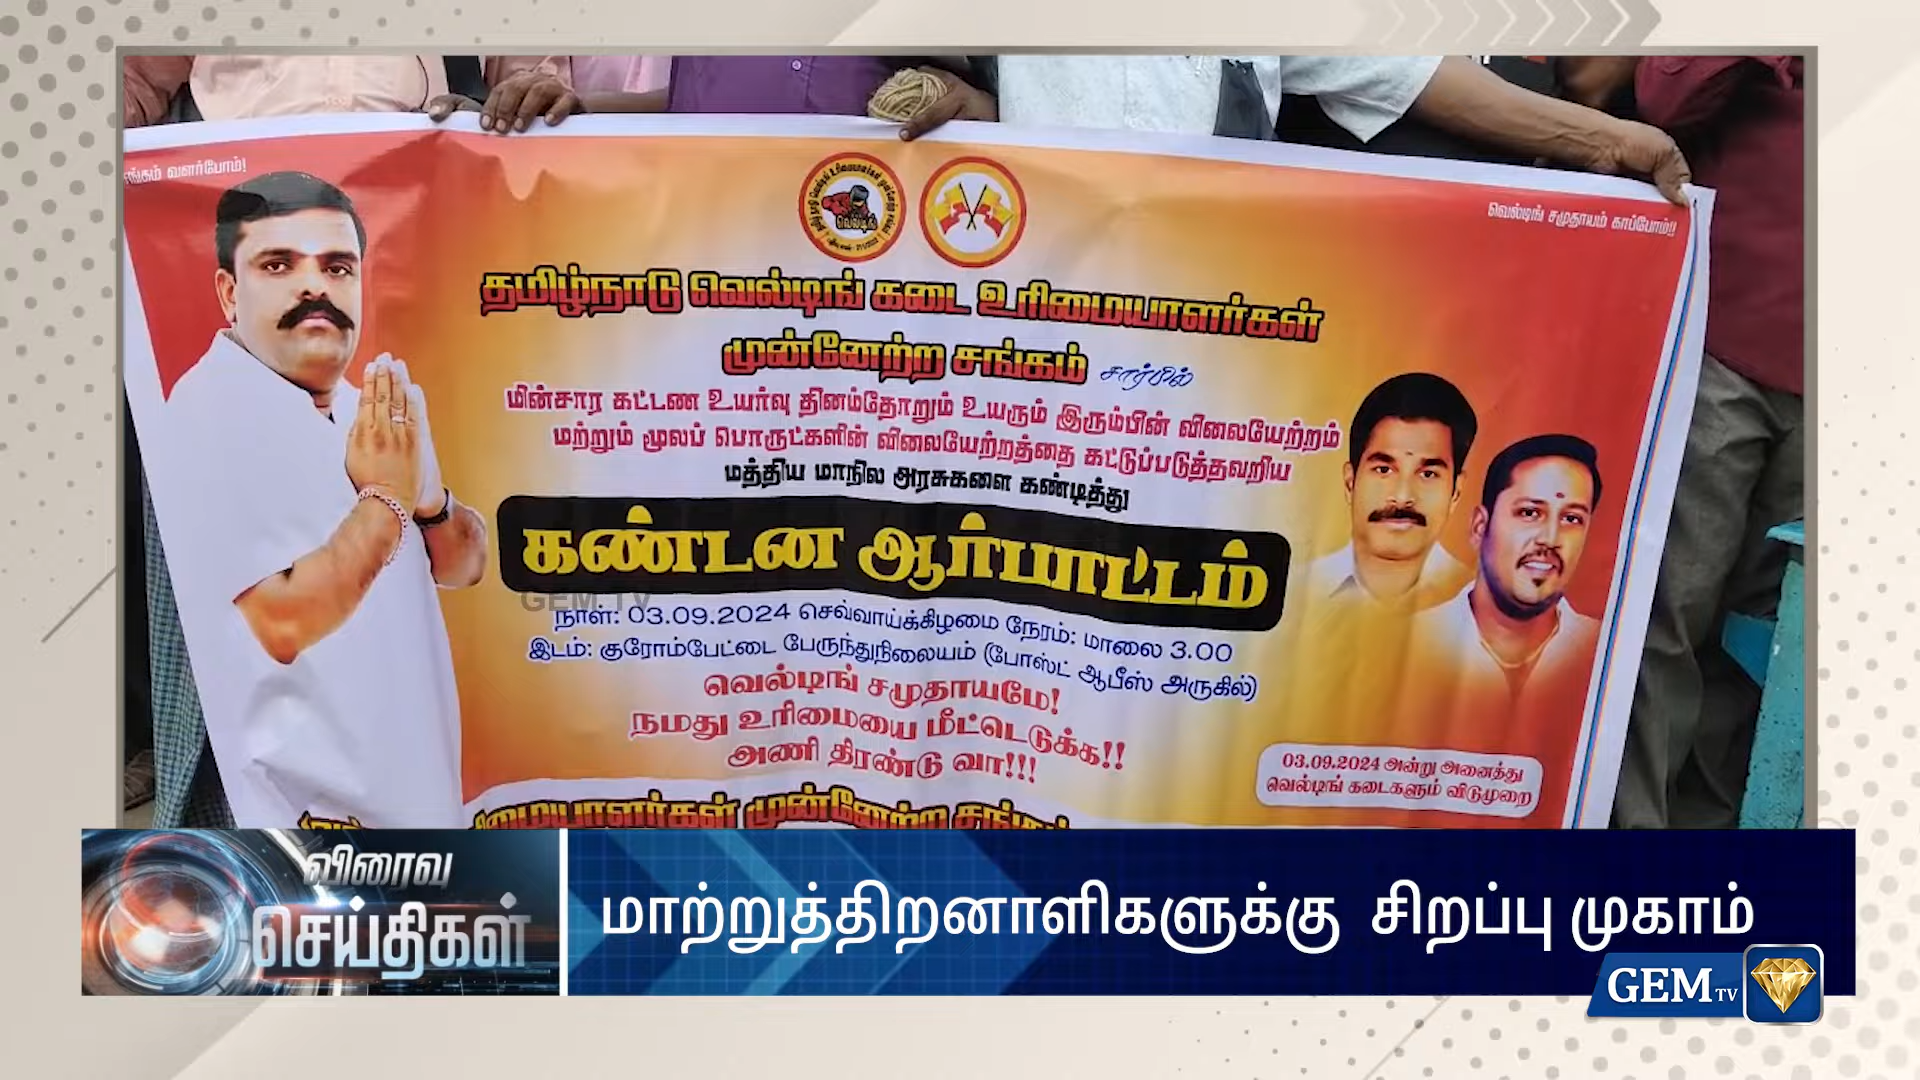 சங்கம் வளர்போம்!
வெல்டிங் சமுதாயம் காப்போம்!!
வெல்டிங்
தமிழ்நாடு வெல்டிங் கடை உரிமையாளர்கள்
முன்னேற்ற சங்கம் சார்பில்
மின்சார கட்டண உயர்வு தினம்தோறும் உயரும் இரும்பின் விலையேற்றம்
மற்றும் மூலப் பொருட்களின் விலையேற்றத்தை கட்டுப்படுத்தவறிய
மத்திய மாநில அரசுகளை கண்டித்து
கண்டன ஆர்பாட்டம்
GEM TV
நாள்: 03.09.2024 செவ்வாய்க்கிழமை நேரம்: மாலை 3.00
இடம்: குரோம்பேட்டை பேருந்துநிலையம் (போஸ்ட் ஆபீஸ் அருகில்)
வெல்டிங் சமுதாயமே!
நமது உரிமையை மீட்டெடுக்க!!
அணி திரண்டு வா!!!
03.09.2024 அன்று அனைத்து
வெல்டிங் கடைகளும் விடுமுறை
முன்னேற்ற சங்கம்
விரைவு
செய்திகள்
மாற்றுத்திறனாளிகளுக்கு சிறப்பு முகாம்
GEM TV